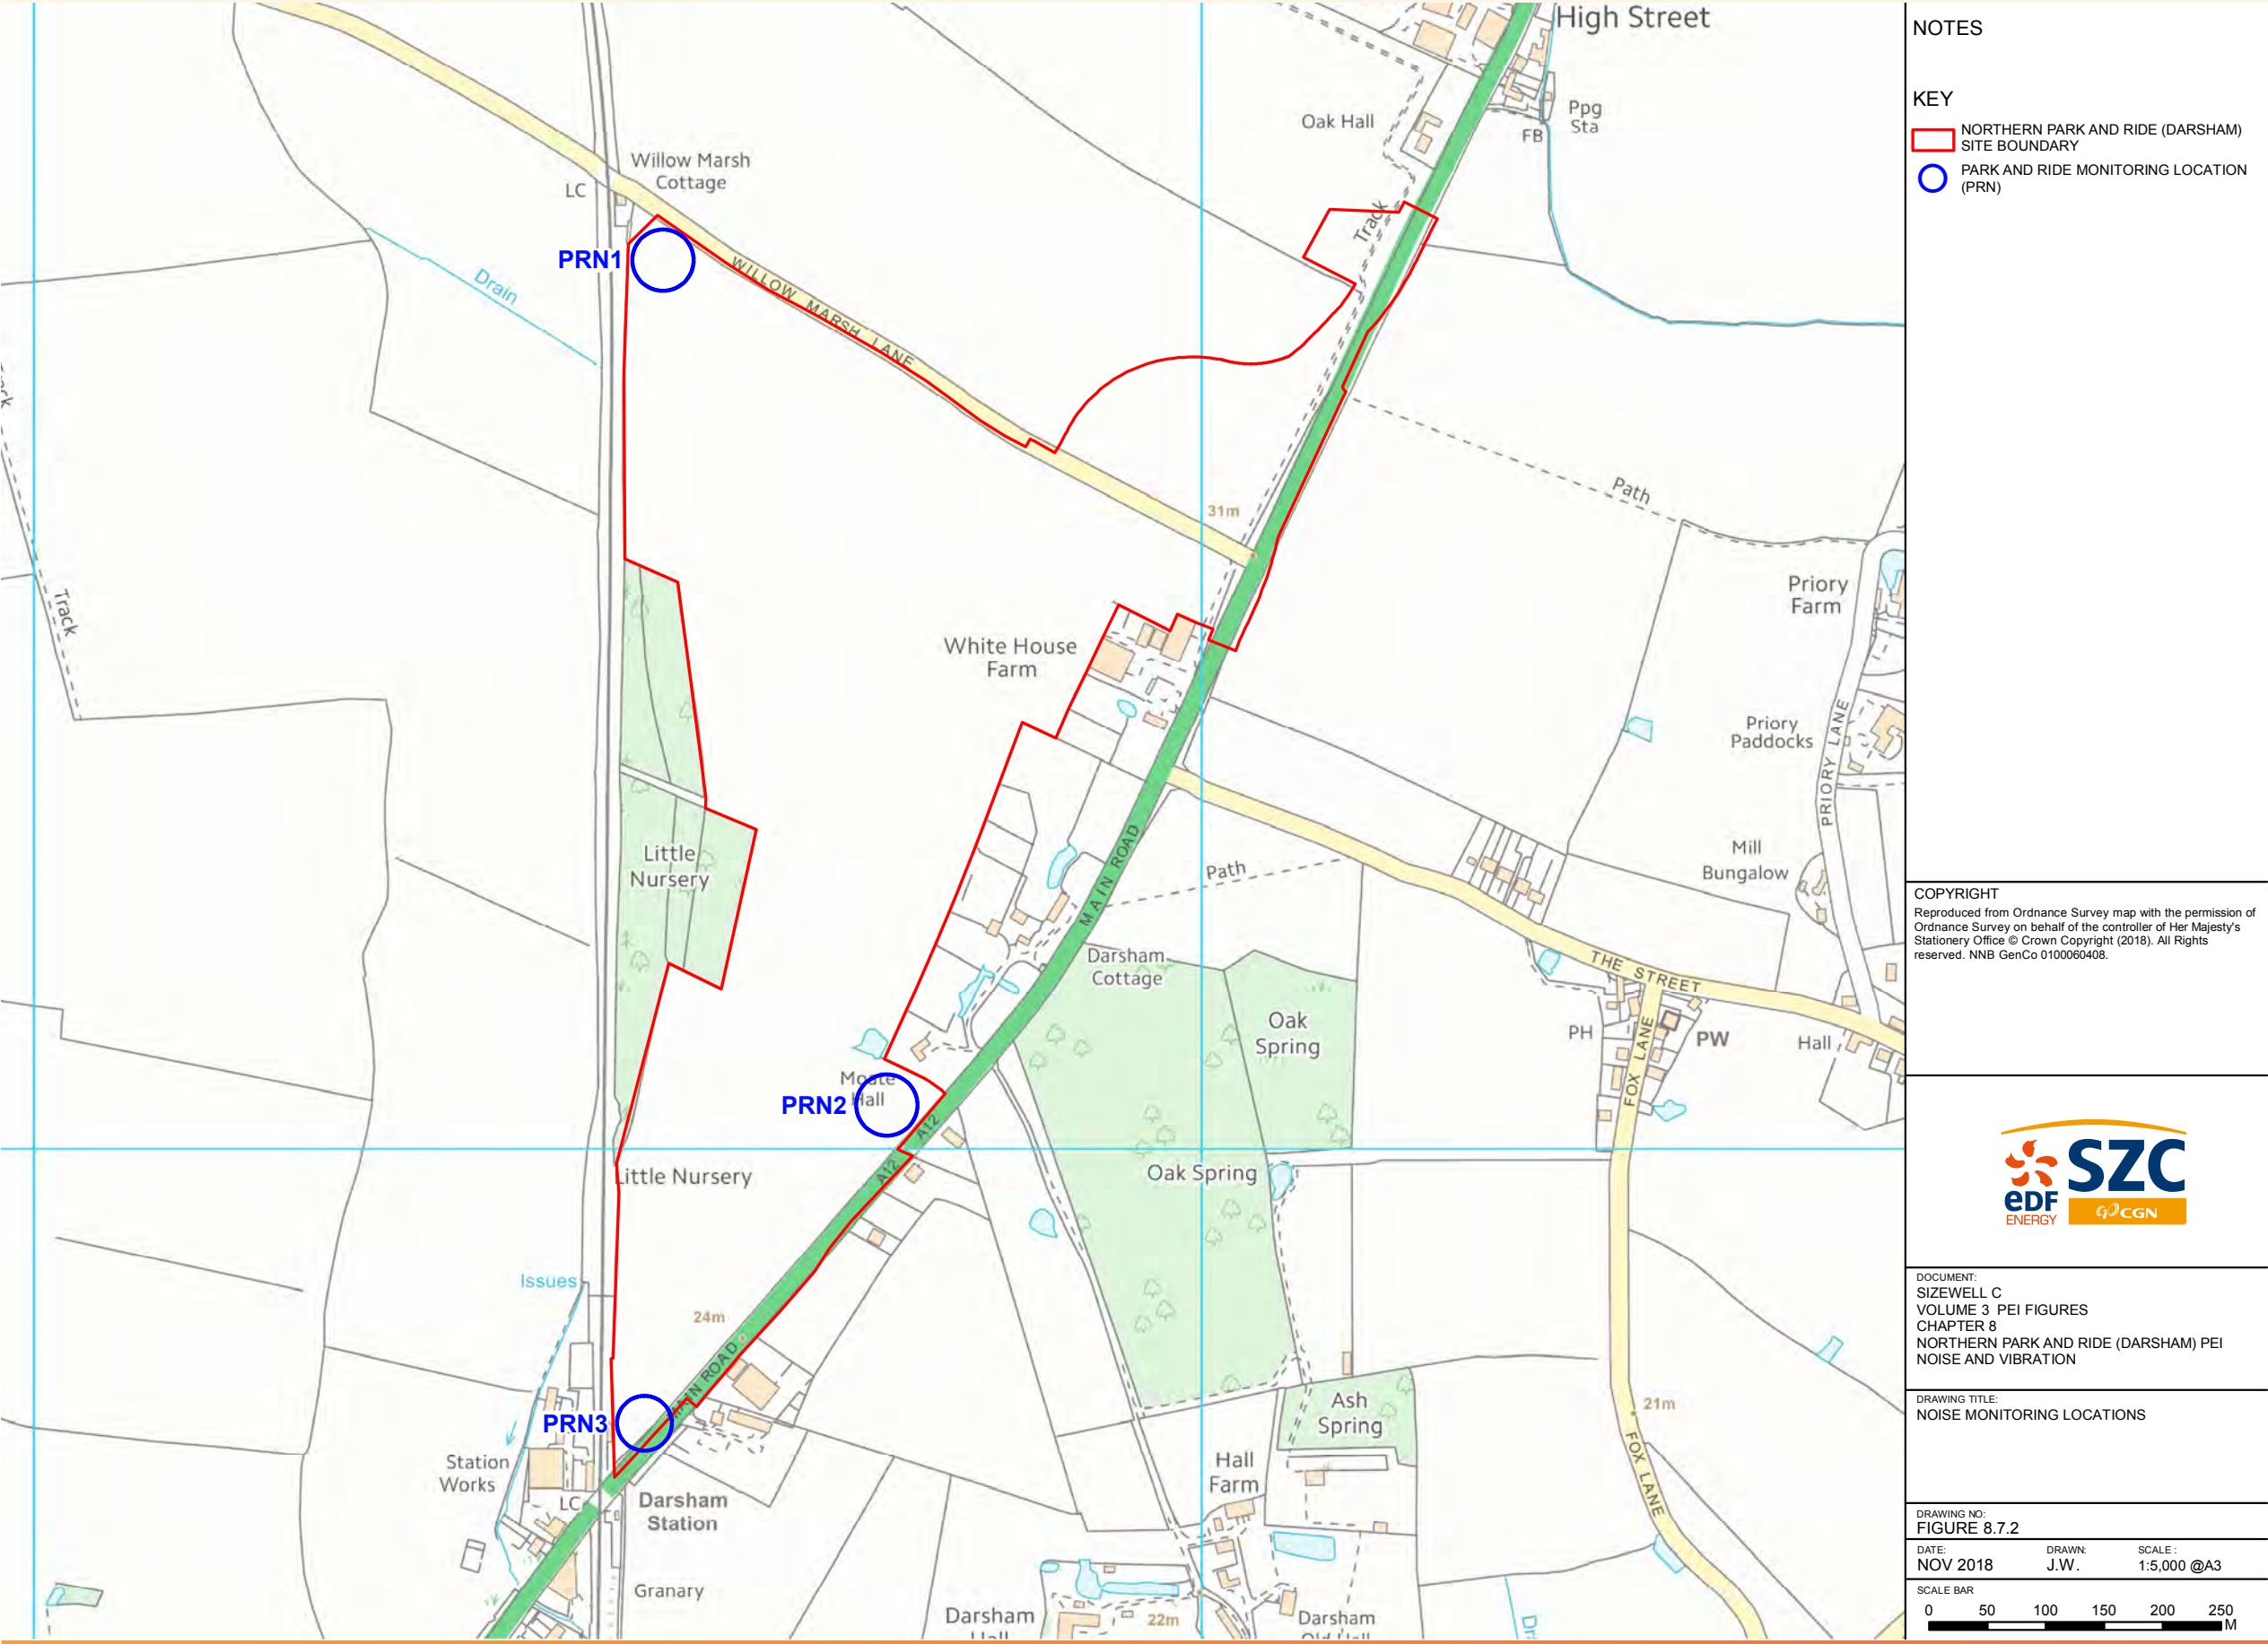 High Street
Oak Hall
Ppg
Sta
FB
Track
Willow Marsh
Cottage
LC
PRN1
WILLOW MARSH LANE
Drain
31m
Path
Track
White House
Farm
Priory
Farm
Priory
Paddocks
PRIORY LANE
Mill
Bungalow
MAIN ROAD
Path
Little
Nursery
Darsham
Cottage
Oak
Spring
THE STREET
PH
PW
Hall
FOX LANE
Moate
Hall
PRN2
A12
A12
Little Nursery
Oak Spring
Issues
24m
MAIN ROAD
PRN3
Station
Works
LC
Darsham
Station
Ash
Spring
21m
FOX LANE
Hall
Farm
Granary
Darsham
Hall
22m
Darsham
NOTES
KEY
NORTHERN PARK AND RIDE (DARSHAM)
SITE BOUNDARY
PARK AND RIDE MONITORING LOCATION
(PRN)
COPYRIGHT
Reproduced from Ordnance Survey map with the permission of
Ordnance Survey on behalf of the controller of Her Majesty's
Stationery Office © Crown Copyright (2018). All Rights
reserved. NNB GenCo 0100060408.
eDF
ENERGY
SZC
CGN
DOCUMENT:
SIZEWELL C
VOLUME 3 PEI FIGURES
CHAPTER 8
NORTHERN PARK AND RIDE (DARSHAM) PEI
NOISE AND VIBRATION
DRAWING TITLE:
NOISE MONITORING LOCATIONS
DRAWING NO:
FIGURE 8.7.2
DATE: DRAWN: SCALE :
NOV 2018 J.W. 1:5,000 @A3
SCALE BAR
0 50 100 150 200 250
M